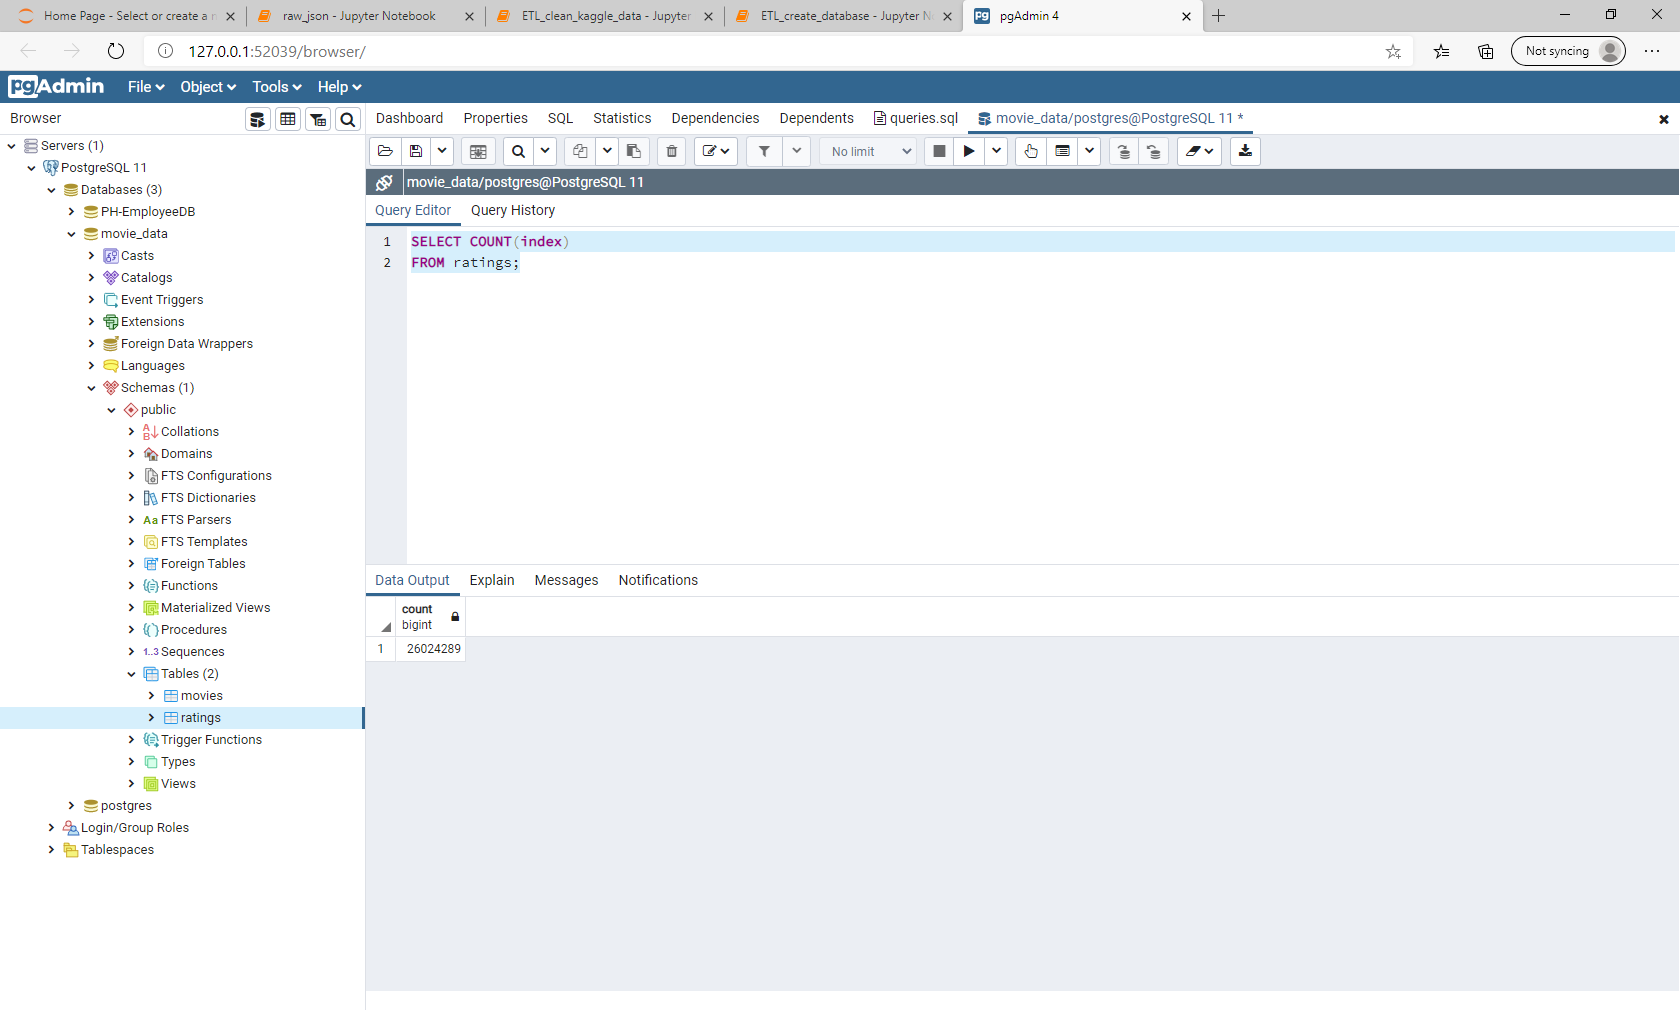 Home Page - Select or create a n
raw_json - Jupyter Notebook
ETL_clean_kaggle_data - Jupyter
ETL_create_database - Jupyter N
pgAdmin 4
127.0.0.1:52039/browser/
Not syncing
pgAdmin
File
Object
Tools
Help
Browser
Dashboard
Properties
SQL
Statistics
Dependencies
Dependents
queries.sql
movie_data/postgres@PostgreSQL 11 *
No limit
movie_data/postgres@PostgreSQL 11
Query Editor
Query History
1 SELECT COUNT(index)
2 FROM ratings;
Servers (1)
PostgreSQL 11
Databases (3)
PH-EmployeeDB
movie_data
Casts
Catalogs
Event Triggers
Extensions
Foreign Data Wrappers
Languages
Schemas (1)
public
Collations
Domains
FTS Configurations
FTS Dictionaries
Aa FTS Parsers
FTS Templates
Foreign Tables
Functions
Materialized Views
Procedures
1..3 Sequences
Tables (2)
movies
ratings
Trigger Functions
Types
Views
postgres
Login/Group Roles
Tablespaces
Data Output
Explain
Messages
Notifications
count
bigint
1 26024289